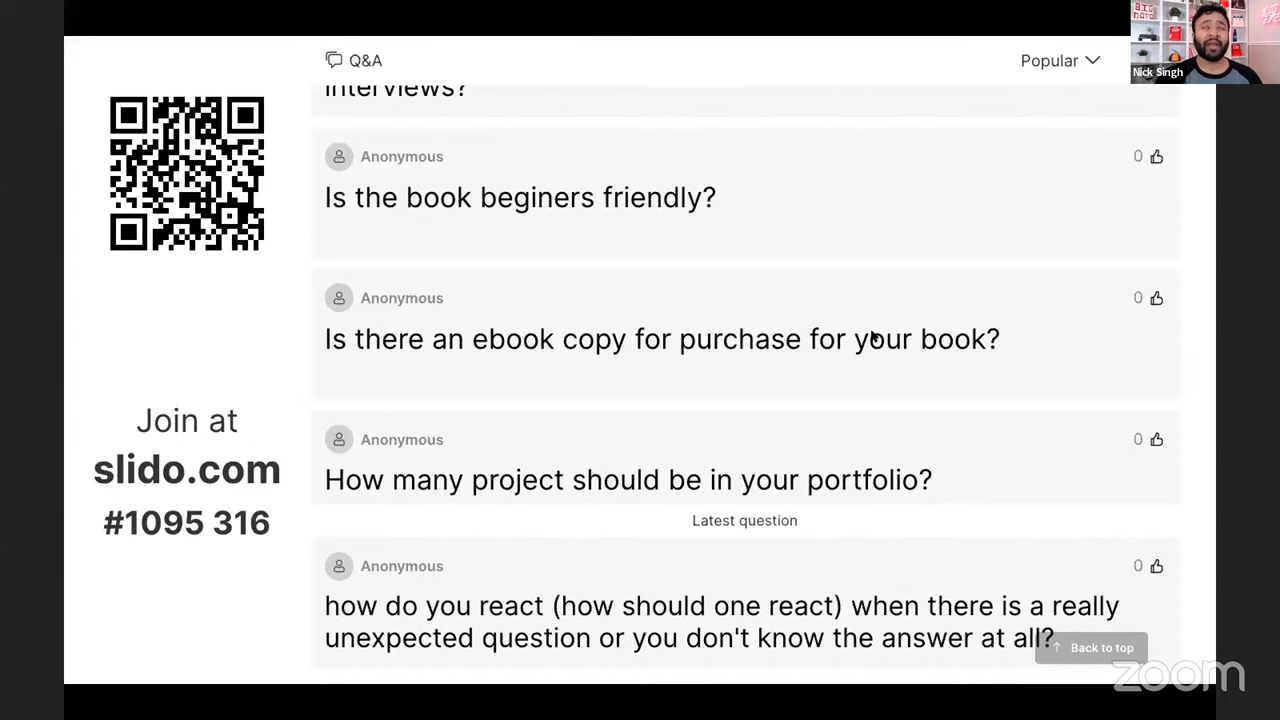 Q&A
Popular
Nick Singh
interviews?
Anonymous
0
Is the book beginers friendly?
Anonymous
0
Is there an ebook copy for purchase for your book?
Anonymous
0
How many project should be in your portfolio?
Latest question
Anonymous
0
how do you react (how should one react) when there is a really
unexpected question or you don't know the answer at all?
Back to top
Join at
slido.com
#1095 316
zoom
BIG
DATA